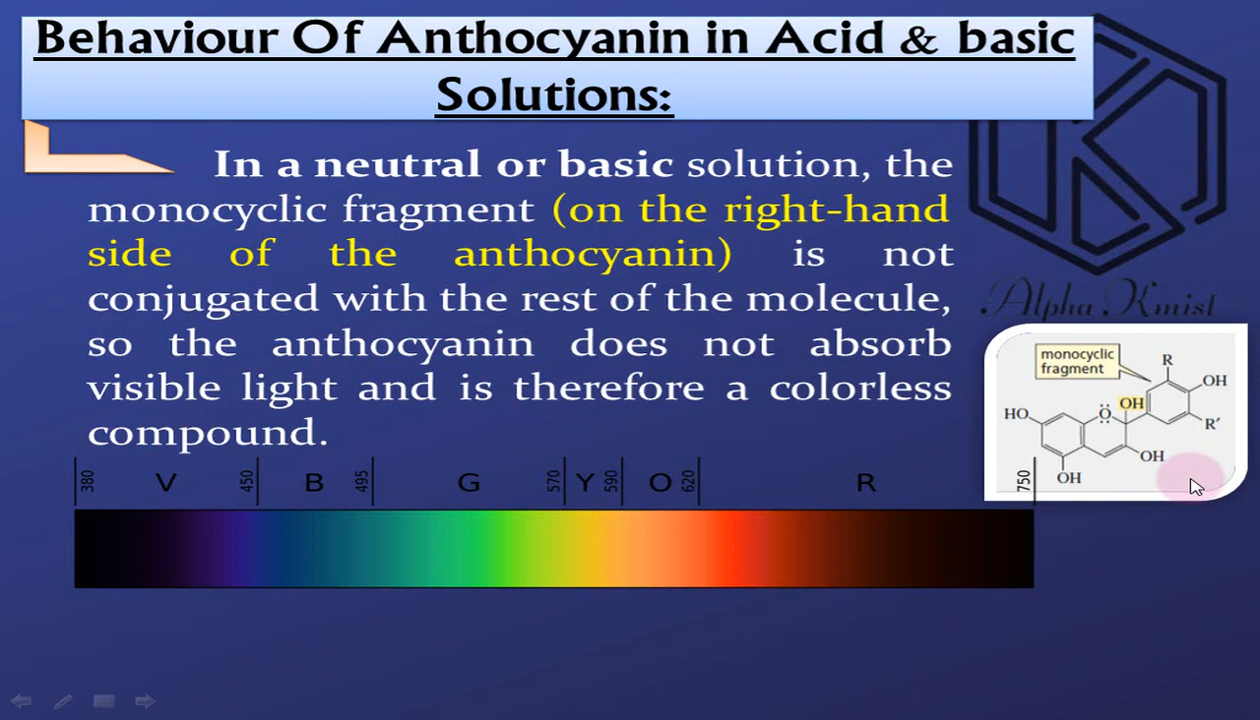 Behaviour Of Anthocyanin in Acid & basic
Solutions:
In a neutral or basic solution, the
monocyclic fragment (on the right-hand
side of the anthocyanin) is not
conjugated with the rest of the molecule,
so the anthocyanin does not absorb
visible light and is therefore a colorless
compound.
Alpha Kmist
monocyclic
fragment
R
OH
HO
O
OH
R′
OH
OH
380 V 450 B 495 G 570 Y 590 O 620 R 750